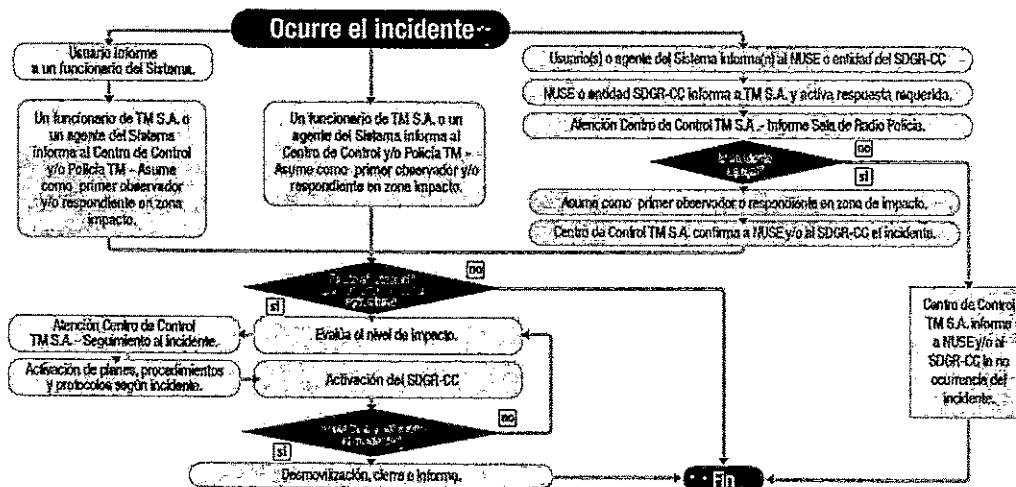 Ocurre el incidente
Usuario Informe
a un funcionario del Sistema.
Un funcionario de TM S.A. o
un agente del Sistema
informa al Centro de Control
y/o Policía TM - Asume
como primer observador
y/o respondiente en zona
impacto.
Un funcionario de TM S.A. o un
agente del Sistema informa al
Centro de Control y/o Policía TM -
Asume como primer observador y/o
respondiente en zona impacto.
Usuario(s) o agente del Sistema informa(n) al NUSE o entidad del SDGR-CC
NUSE o entidad SDGR-CC informa a TM S.A. y activa respuesta requerida.
Atención Centro de Control TM S.A. - Informe Sala de Radio Policía.
no
si
Asume como primer observador o respondiente en zona de impacto.
Centro de Control TM S.A. confirma a NUSE y/o al SDGR-CC el incidente.
no
si
Atención Centro de Control
TM S.A. - Seguimiento al incidente.
Evalúa el nivel de impacto.
Activación de planes, procedimientos
y protocolos según incidente.
Activación del SDGR-CC
no
si
Desmovilización, cierre e informe.
Centro de Control
TM S.A. informa
a NUSE y/o al
SDGR-CC la no
ocurrencia del
incidente.
Fin